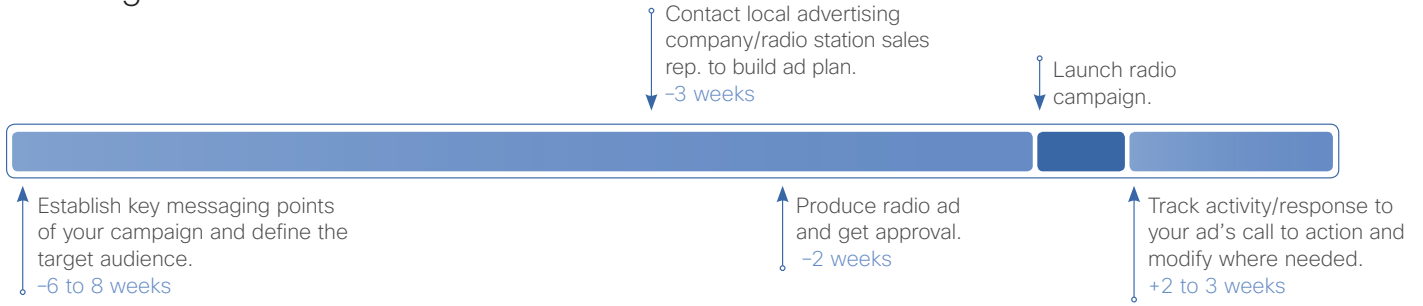 Contact local advertising
company/radio station sales
rep. to build ad plan.
–3 weeks
Launch radio
campaign.
Establish key messaging points
of your campaign and define the
target audience.
–6 to 8 weeks
Produce radio ad
and get approval.
–2 weeks
Track activity/response to
your ad's call to action and
modify where needed.
+2 to 3 weeks